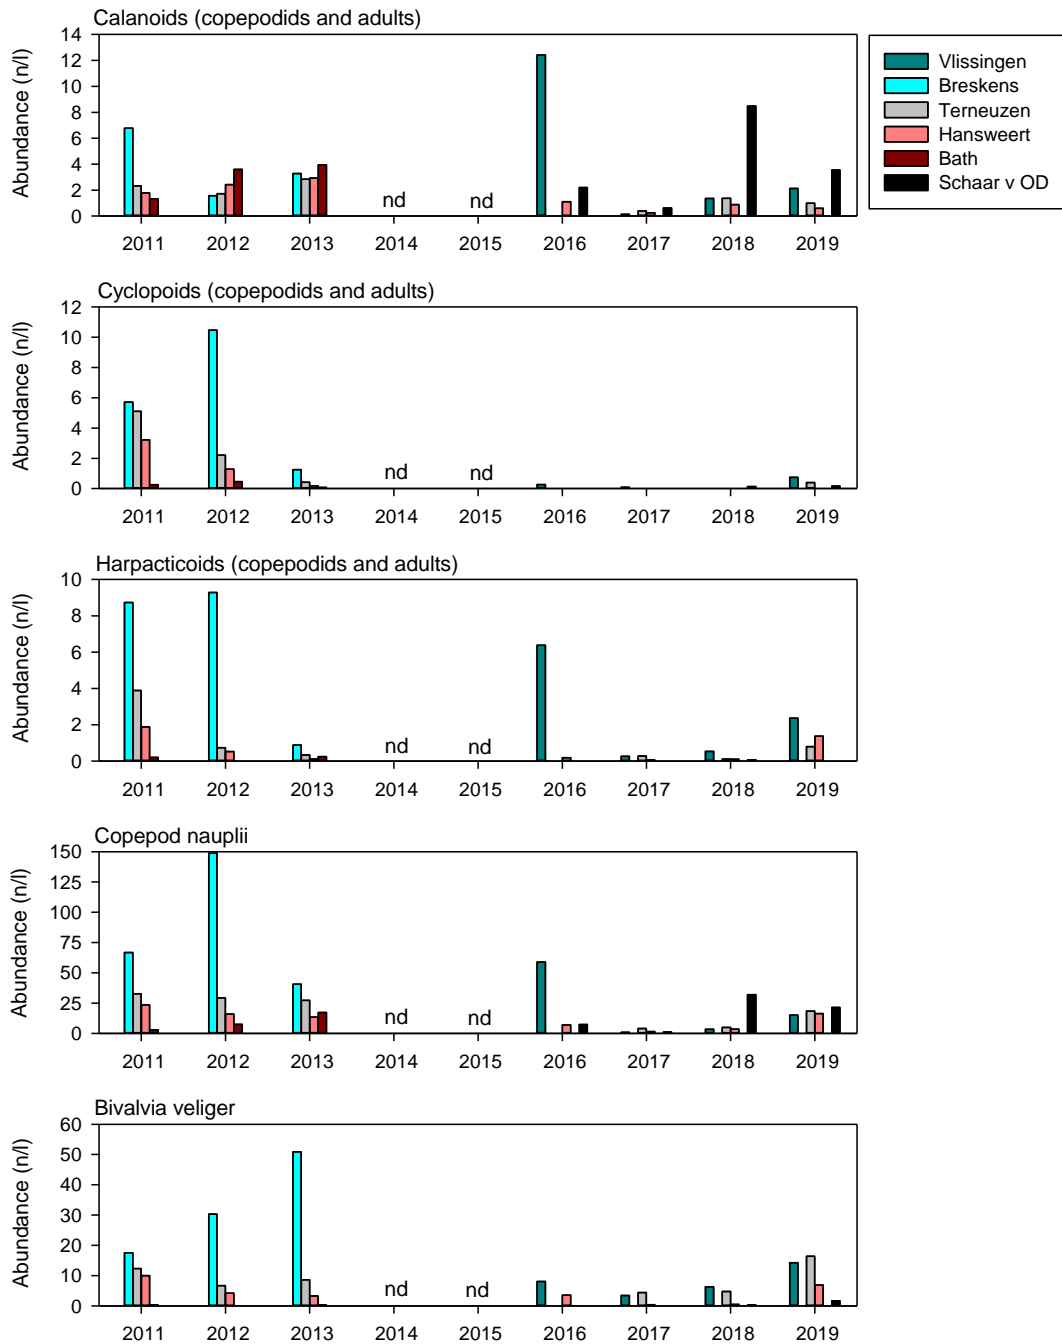 Calanoids (copepodids and adults)
Abundance (n/l)
14
12
10
8
6
4
2
0
nd
nd
2011 2012 2013 2014 2015 2016 2017 2018 2019
Vlissingen
Breskens
Terneuzen
Hansweert
Bath
Schaar v OD
Cyclopoids (copepodids and adults)
Abundance (n/l)
12
10
8
6
4
2
0
nd
nd
2011 2012 2013 2014 2015 2016 2017 2018 2019
Harpacticoids (copepodids and adults)
Abundance (n/l)
10
8
6
4
2
0
nd
nd
2011 2012 2013 2014 2015 2016 2017 2018 2019
Copepod nauplii
Abundance (n/l)
150
125
100
75
50
25
0
nd
nd
2011 2012 2013 2014 2015 2016 2017 2018 2019
Bivalvia veliger
Abundance (n/l)
60
50
40
30
20
10
0
nd
nd
2011 2012 2013 2014 2015 2016 2017 2018 2019